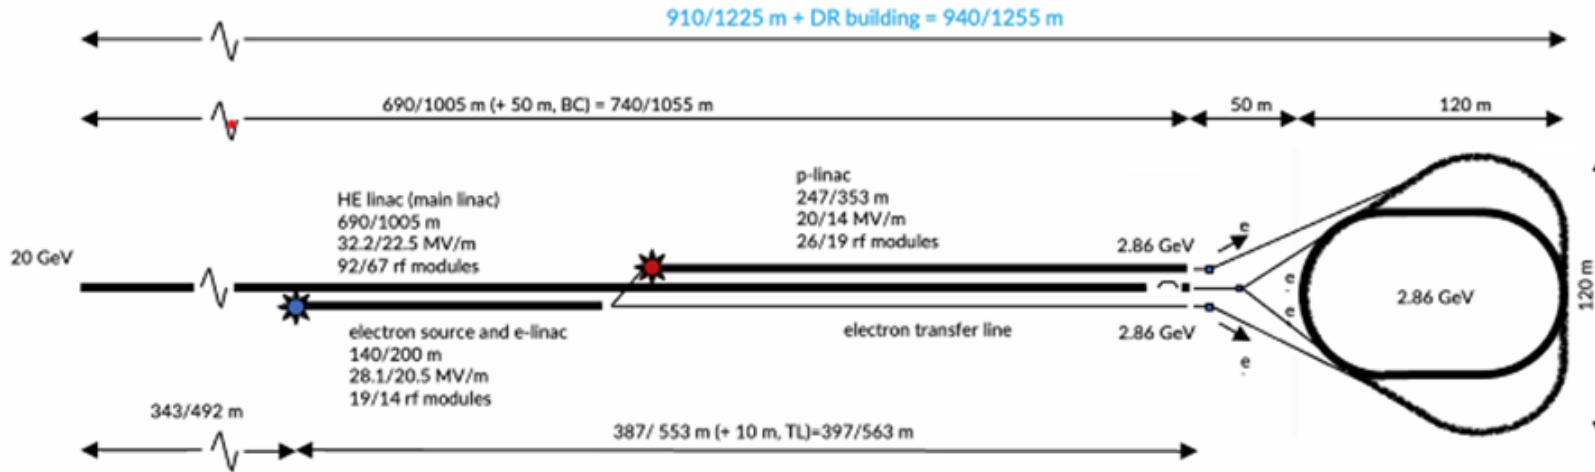 910/1225 m + DR building = 940/1255 m
690/1005 m (+ 50 m, BC) = 740/1055 m
50 m
120 m
p-linac
247/353 m
20/14 MV/m
26/19 rf modules
HE linac (main linac)
690/1005 m
32.2/22.5 MV/m
92/67 rf modules
20 GeV
2.86 GeV
e
e
e
2.86 GeV
120 m
electron source and e-linac
140/200 m
28.1/20.5 MV/m
19/14 rf modules
electron transfer line
2.86 GeV
e
343/492 m
387/ 553 m (+ 10 m, TL)=397/563 m